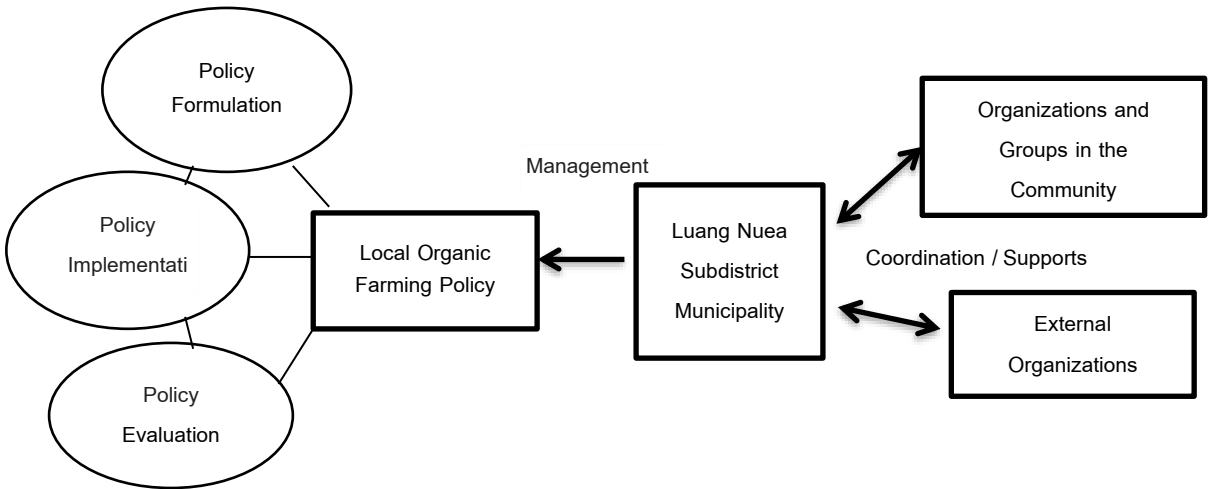 Policy
Formulation
Policy
Implementati
Policy
Evaluation
Local Organic
Farming Policy
Management
Luang Nuea
Subdistrict
Municipality
Organizations and
Groups in the
Community
Coordination / Supports
External
Organizations